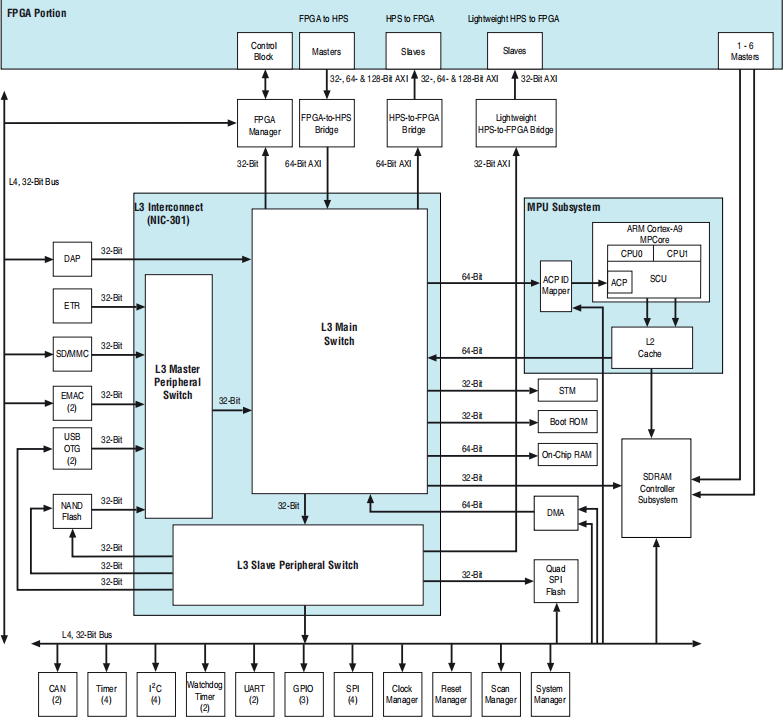 FPGA Portion
FPGA to HPS
HPS to FPGA
Lightweight HPS to FPGA
Control
Block
Masters
Slaves
Slaves
1 - 6
Masters
32-, 64- & 128-Bit AXI
32-, 64- & 128-Bit AXI
32-Bit AXI
FPGA
Manager
FPGA-to-HPS
Bridge
HPS-to-FPGA
Bridge
Lightweight
HPS-to-FPGA Bridge
32-Bit
64-Bit AXI
64-Bit AXI
32-Bit AXI
L4, 32-Bit Bus
L3 Interconnect
(NIC-301)
MPU Subsystem
ARM Cortex-A9
MPCore
CPU0
CPU1
ACP
SCU
ACP ID
Mapper
L2
Cache
DAP
32-Bit
ETR
32-Bit
SD/MMC
32-Bit
EMAC
(2)
32-Bit
USB
OTG
(2)
32-Bit
NAND
Flash
32-Bit
L3 Master
Peripheral
Switch
32-Bit
L3 Main
Switch
64-Bit
64-Bit
32-Bit
STM
32-Bit
Boot ROM
64-Bit
On-Chip RAM
32-Bit
SDRAM
Controller
Subsystem
64-Bit
DMA
32-Bit
L3 Slave Peripheral Switch
32-Bit
32-Bit
32-Bit
32-Bit
Quad
SPI
Flash
L4, 32-Bit Bus
CAN
(2)
Timer
(4)
I2C
(4)
Watchdog
Timer
(2)
UART
(2)
GPIO
(3)
SPI
(4)
Clock
Manager
Reset
Manager
Scan
Manager
System
Manager